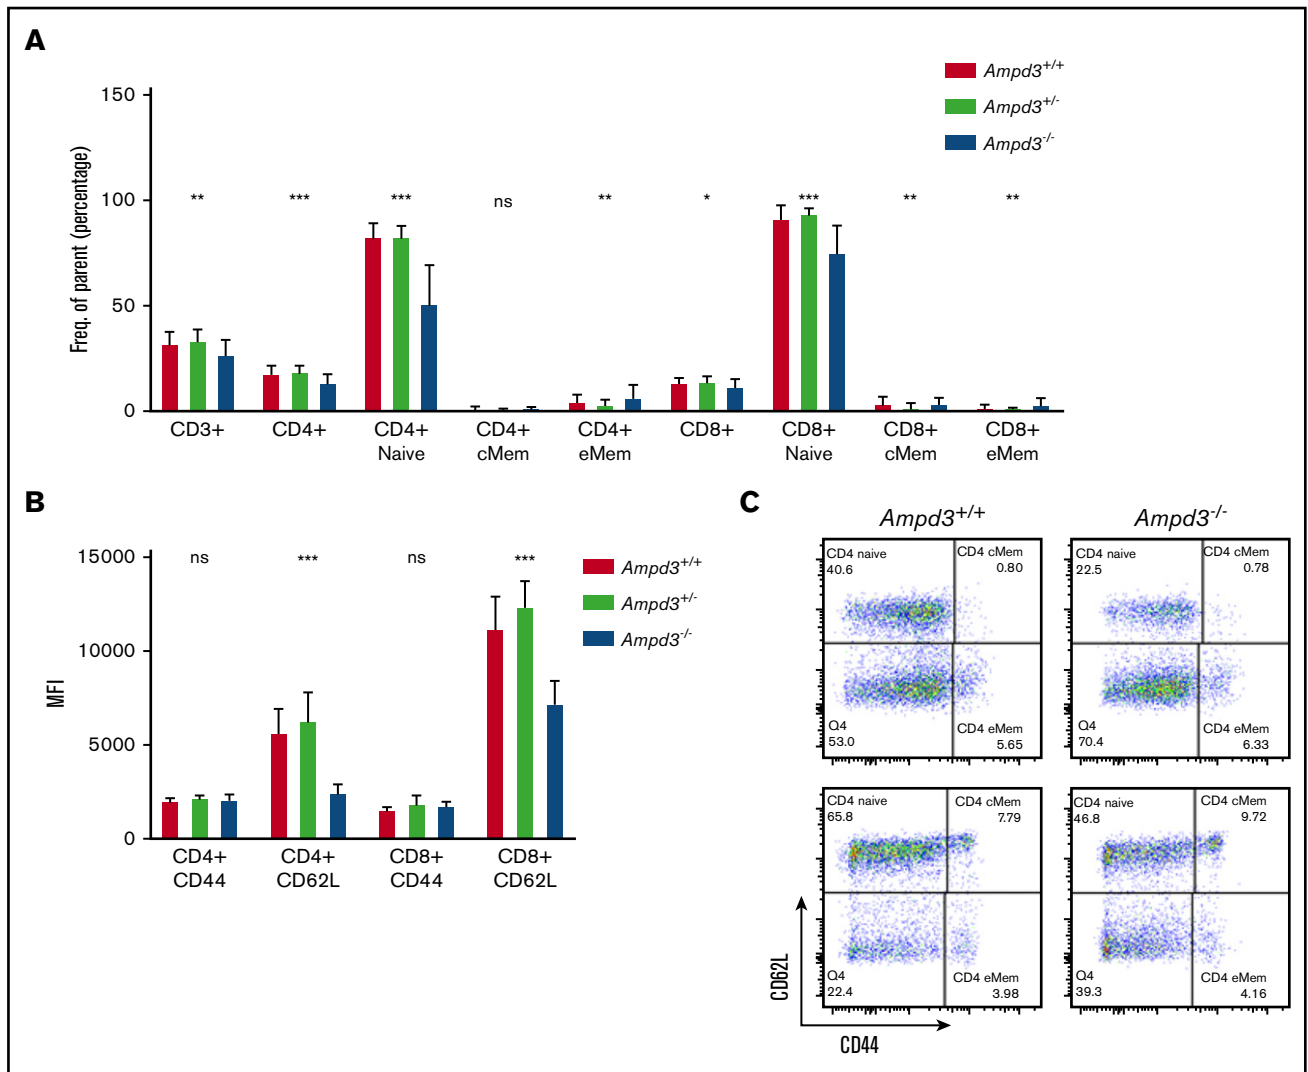 A
Ampd3+/+
Ampd3+/-
Ampd3-/-
Freq. of parent (percentage)
150
100
50
0
** *** *** ns ** * *** ** **
CD3+ CD4+ CD4+ CD4+ CD4+ CD8+ CD8+ CD8+ CD8+
Naive cMem eMem Naive cMem eMem
B
MFI
15000
10000
5000
0
ns *** ns ***
Ampd3+/+
Ampd3+/-
Ampd3-/-
CD4+ CD4+ CD8+ CD8+
CD44 CD62L CD44 CD62L
C
Ampd3+/+ Ampd3-/-
CD4 naive CD4 cMem
40.6 0.80
Q4 CD4 eMem
53.0 5.65
CD4 naive CD4 cMem
22.5 0.78
Q4 CD4 eMem
70.4 6.33
CD4 naive CD4 cMem
65.8 7.79
Q4 CD4 eMem
22.4 3.98
CD4 naive CD4 cMem
46.8 9.72
Q4 CD4 eMem
39.3 4.16
CD62L
CD44